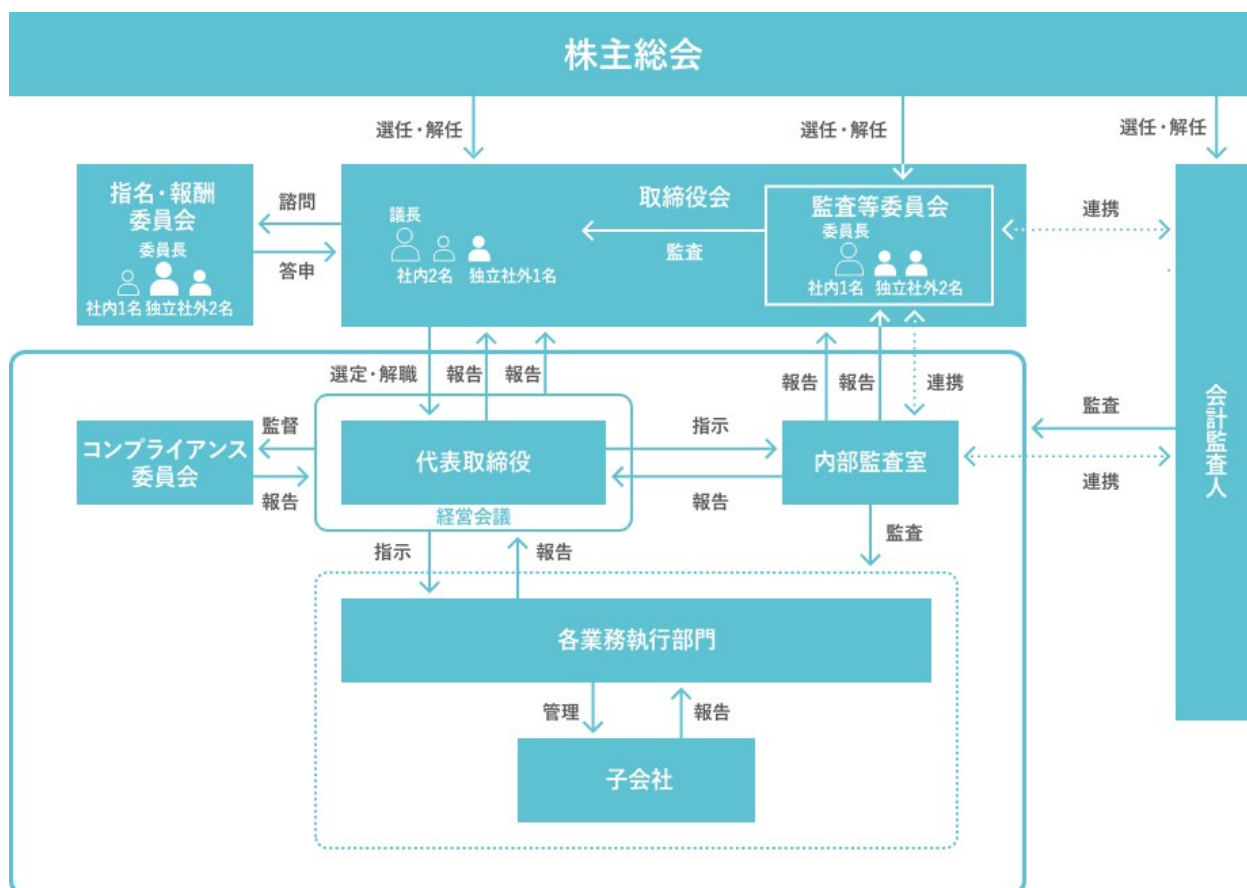 株主総会
選任・解任
選任・解任
選任・解任
指名・報酬
委員会
委員長
社内1名 独立社外2名
諮問
答申
取締役会
議長
社内2名 独立社外1名
監査
監査等委員会
委員長
社内1名 独立社外2名
連携
選定・解職
報告
報告
報告
報告
連携
会計監査人
コンプライアンス
委員会
監督
報告
代表取締役
経営会議
指示
報告
内部監査室
監査
連携
指示
報告
監査
各業務執行部門
管理
報告
子会社